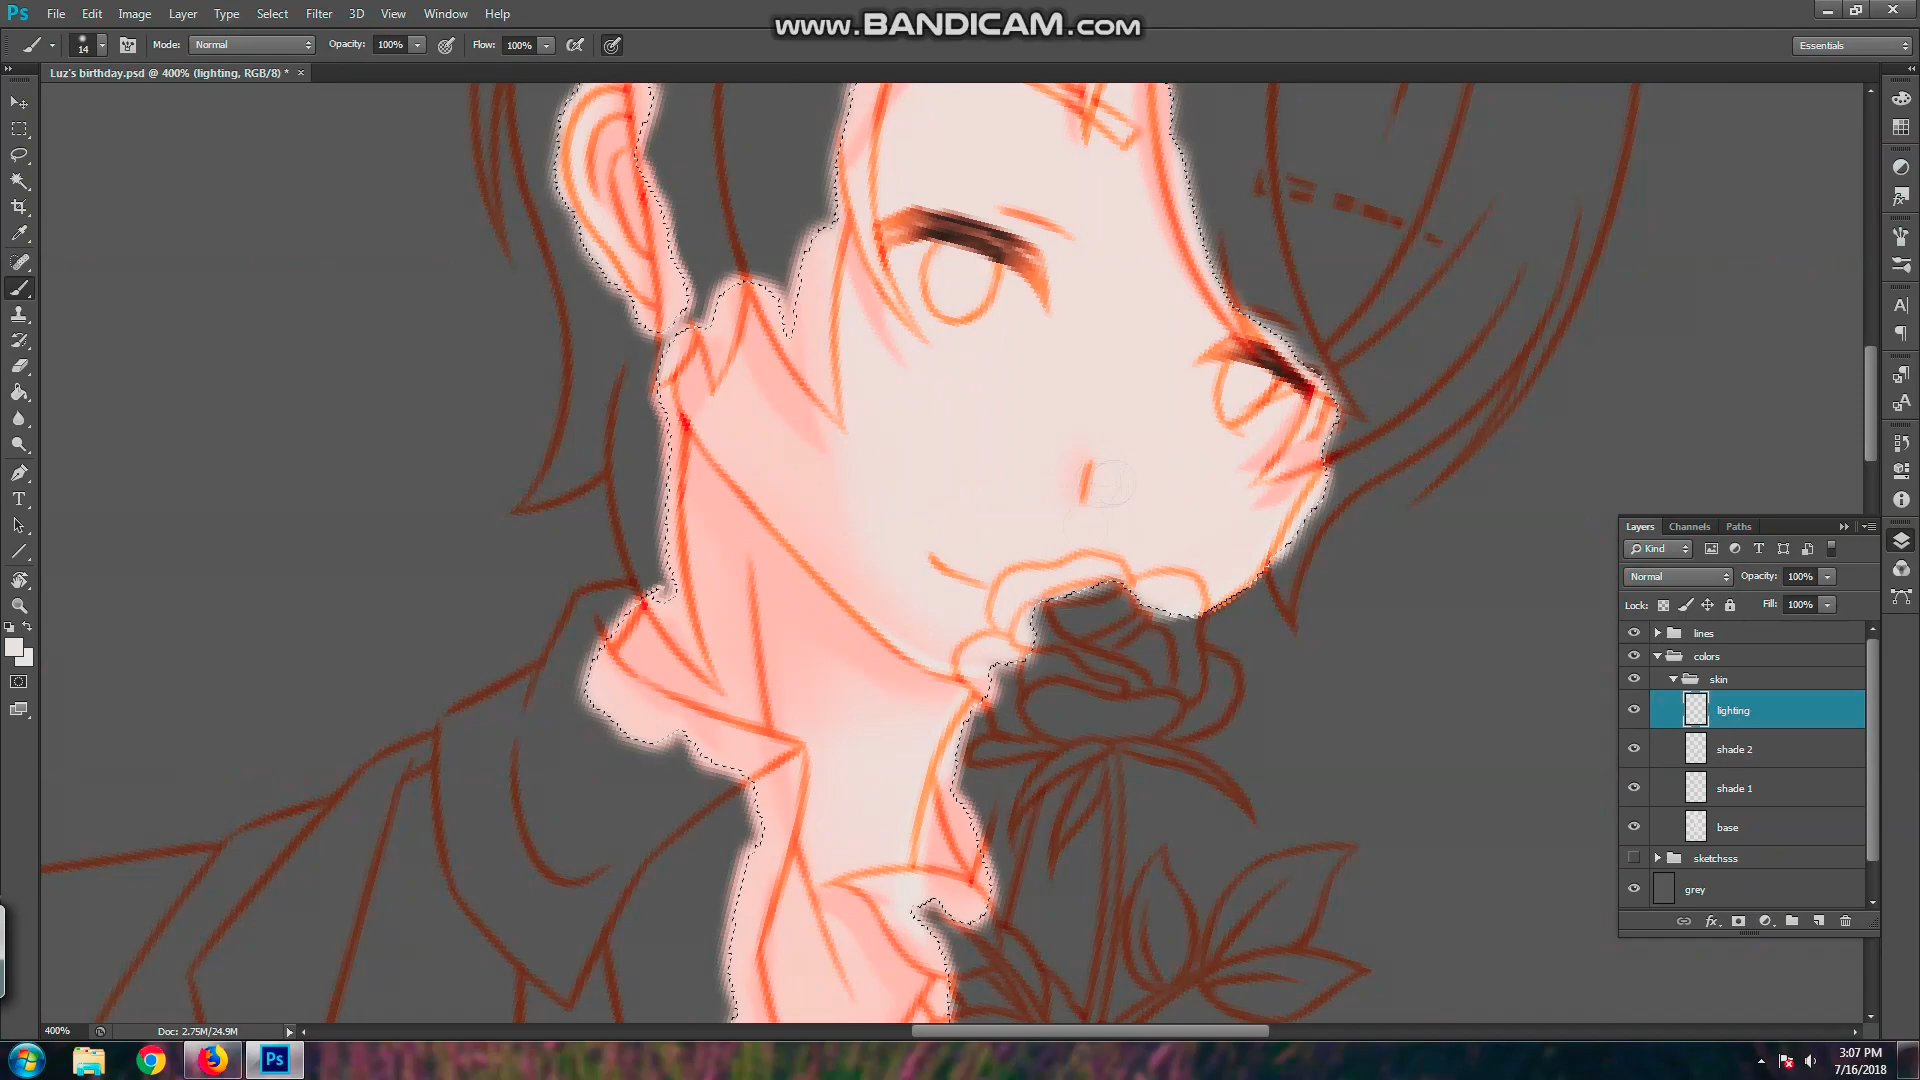 Ps File Edit Image Layer Type Select Filter 3D View Window Help
www.BANDICAM.com
14 Mode: Normal Opacity: 100% Flow: 100% Essentials
Luz's birthday.psd @ 400% (lighting, RGB/8) * ×
Layers Channels Paths
Kind
Normal Opacity: 100%
Lock: Fill: 100%
lines
colors
skin
lighting
shade 2
shade 1
base
sketchsss
grey
400% Doc: 2.75M/24.9M
Ps
3:07 PM
7/16/2018